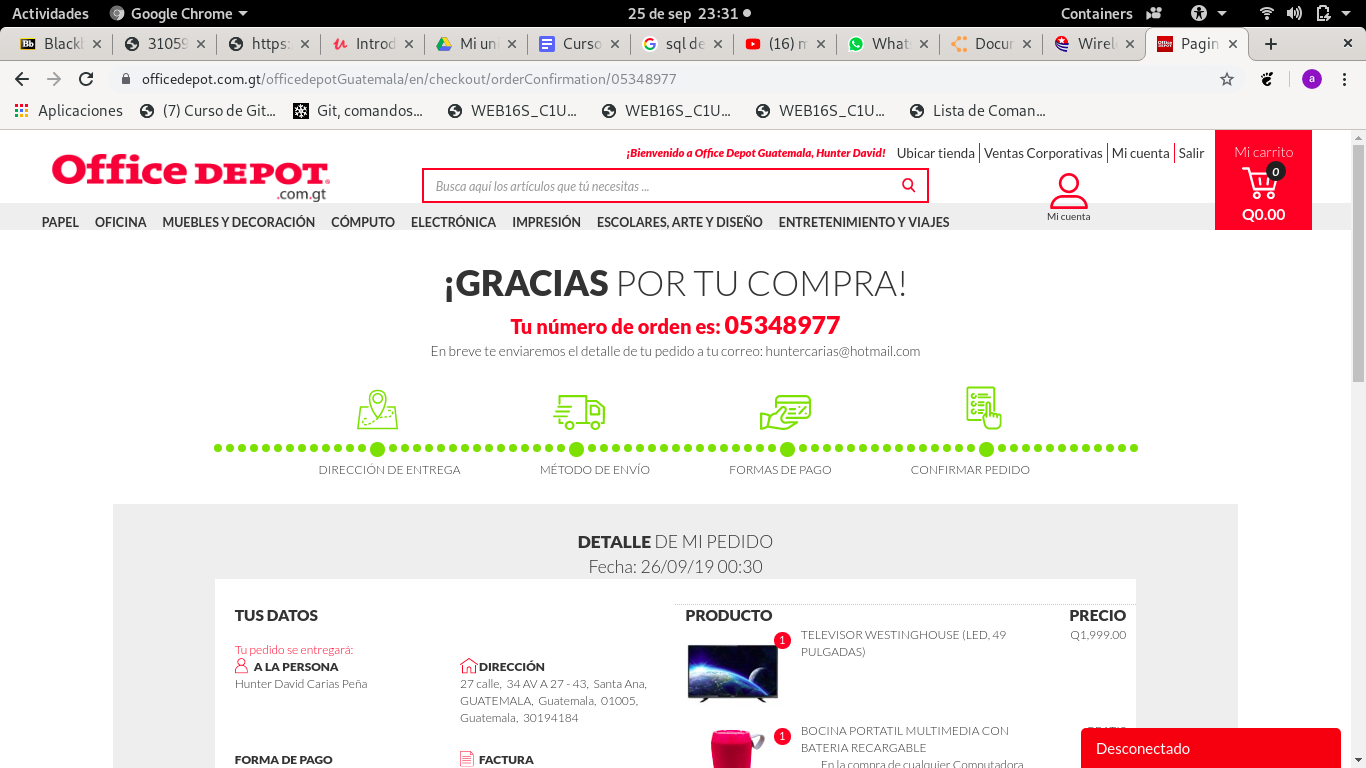 Actividades Google Chrome 25 de sep 23:31 Containers
Bb Blackl 31059 https: Introd Mi uni Curso sql de (16) m Whats Docur Wirele Pagin
officedepot.com.gt/officedepotGuatemala/en/checkout/orderConfirmation/05348977 a
Aplicaciones (7) Curso de Git... Git, comandos... WEB16S_C1U... WEB16S_C1U... WEB16S_C1U... Lista de Coman...
Office DEPOT.
.com.gt
¡Bienvenido a Office Depot Guatemala, Hunter David! Ubicar tienda Ventas Corporativas Mi cuenta Salir
Busca aquí los artículos que tú necesitas ...
Mi cuenta
Mi carrito
0
Q0.00
PAPEL OFICINA MUEBLES Y DECORACIÓN CÓMPUTO ELECTRÓNICA IMPRESIÓN ESCOLARES, ARTE Y DISEÑO ENTRETENIMIENTO Y VIAJES
¡GRACIAS POR TU COMPRA!
Tu número de orden es: 05348977
En breve te enviaremos el detalle de tu pedido a tu correo: huntercarias@hotmail.com
DIRECCIÓN DE ENTREGA MÉTODO DE ENVÍO FORMAS DE PAGO CONFIRMAR PEDIDO
DETALLE DE MI PEDIDO
Fecha: 26/09/19 00:30
TUS DATOS
Tu pedido se entregará:
A LA PERSONA
Hunter David Carias Peña
DIRECCIÓN
27 calle, 34 AV A 27 - 43, Santa Ana,
GUATEMALA, Guatemala, 01005,
Guatemala, 30194184
FORMA DE PAGO
FACTURA
PRODUCTO PRECIO
1 TELEVISOR WESTINGHOUSE (LED, 49 Q1,999.00
PULGADAS)
1 BOCINA PORTATIL MULTIMEDIA CON
BATERIA RECARGABLE
En la compra de cualquier Computadora
Desconectado